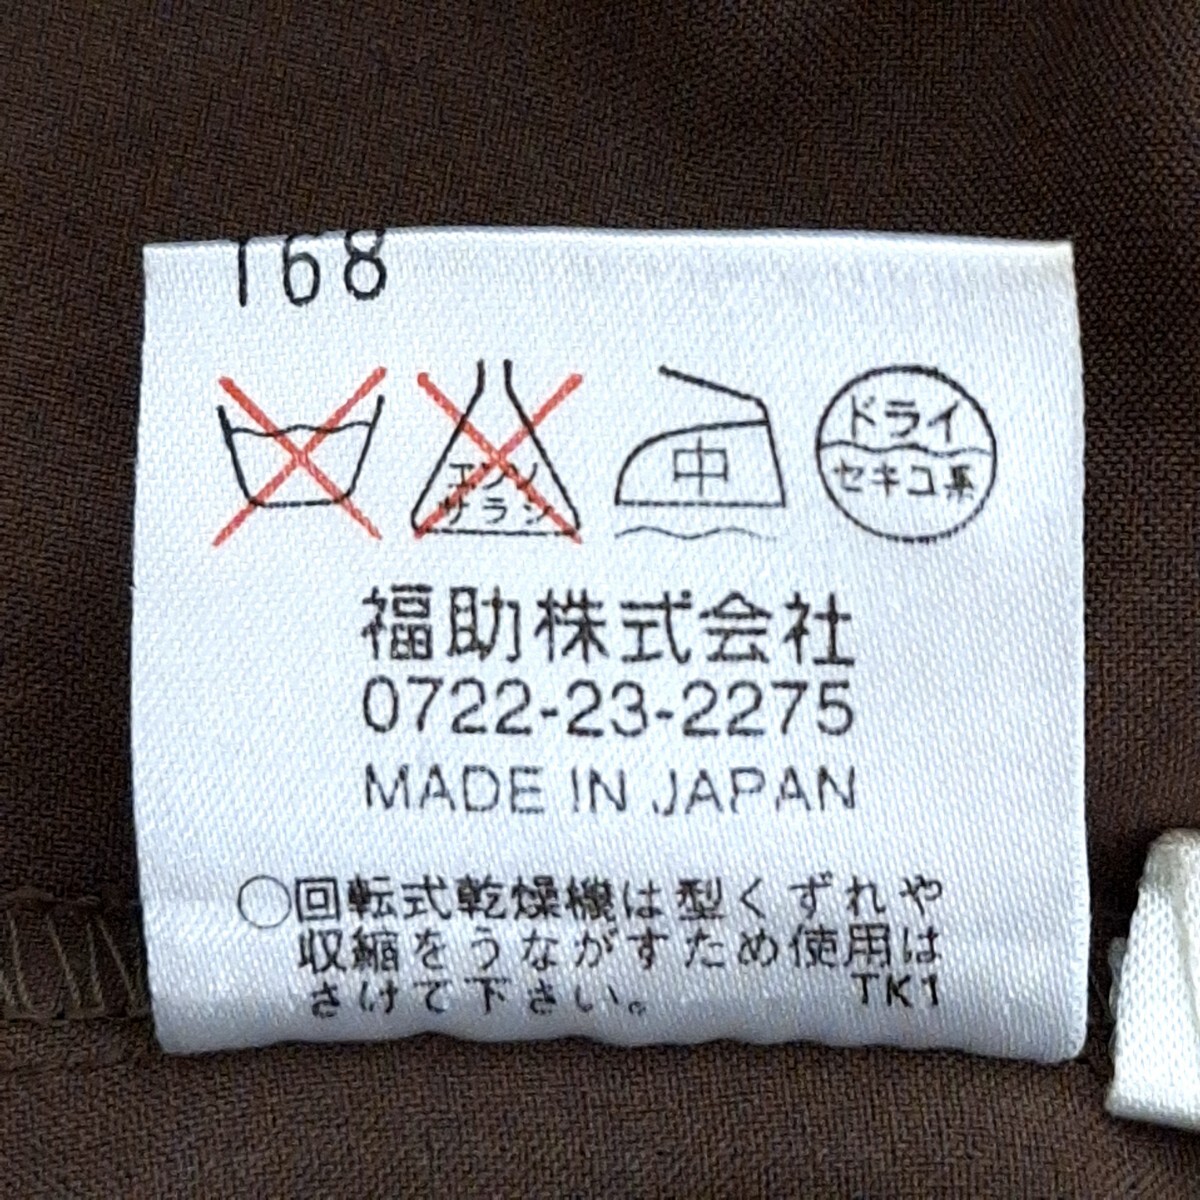 168
エンソ
サラシ
中
ドライ
セキユ系
福助株式会社
0722-23-2275
MADE IN JAPAN
○回転式乾燥機は型くずれや
収縮をうながすため使用は
さけて下さい。 TK1